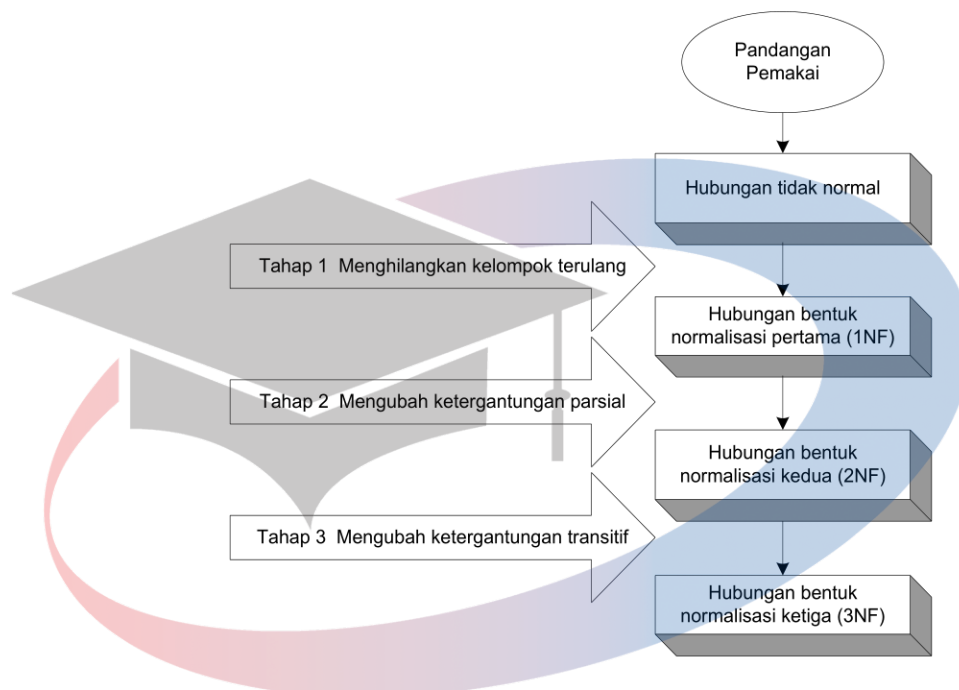 Pandangan
Pemakai
Hubungan tidak normal
Tahap 1  Menghilangkan kelompok terulang
Hubungan bentuk
normalisasi pertama (1NF)
Tahap 2  Mengubah ketergantungan parsial
Hubungan bentuk
normalisasi kedua (2NF)
Tahap 3  Mengubah ketergantungan transitif
Hubungan bentuk
normalisasi ketiga (3NF)